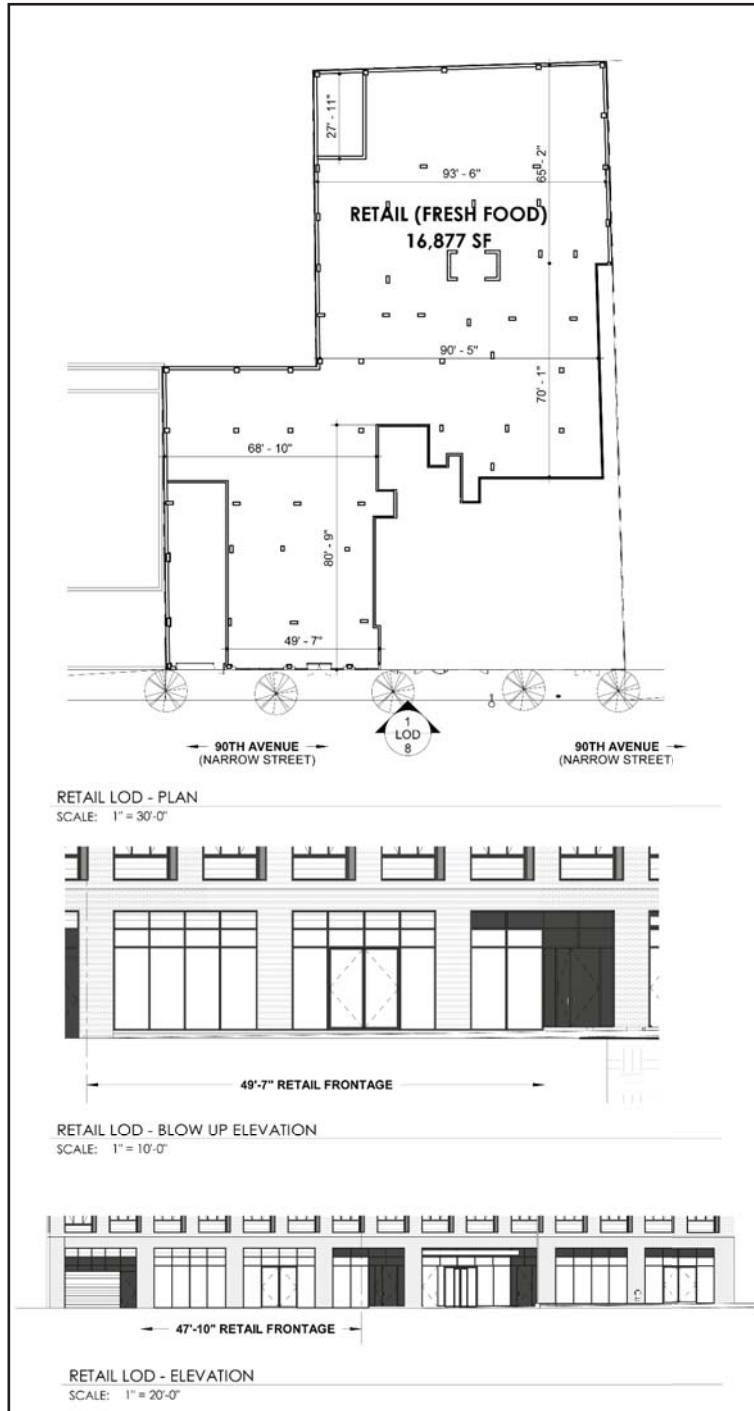 27' - 11"
93' - 6"
65' - 2"
RETAIL (FRESH FOOD)
16,877 SF
90' - 5"
70' - 1"
68' - 10"
80' - 9"
49' - 7"
1
LOD
8
90TH AVENUE
(NARROW STREET)
90TH AVENUE
(NARROW STREET)
RETAIL LOD - PLAN
SCALE: 1" = 30'-0"
49'-7" RETAIL FRONTAGE
RETAIL LOD - BLOW UP ELEVATION
SCALE: 1" = 10'-0"
47'-10" RETAIL FRONTAGE
RETAIL LOD - ELEVATION
SCALE: 1" = 20'-0"